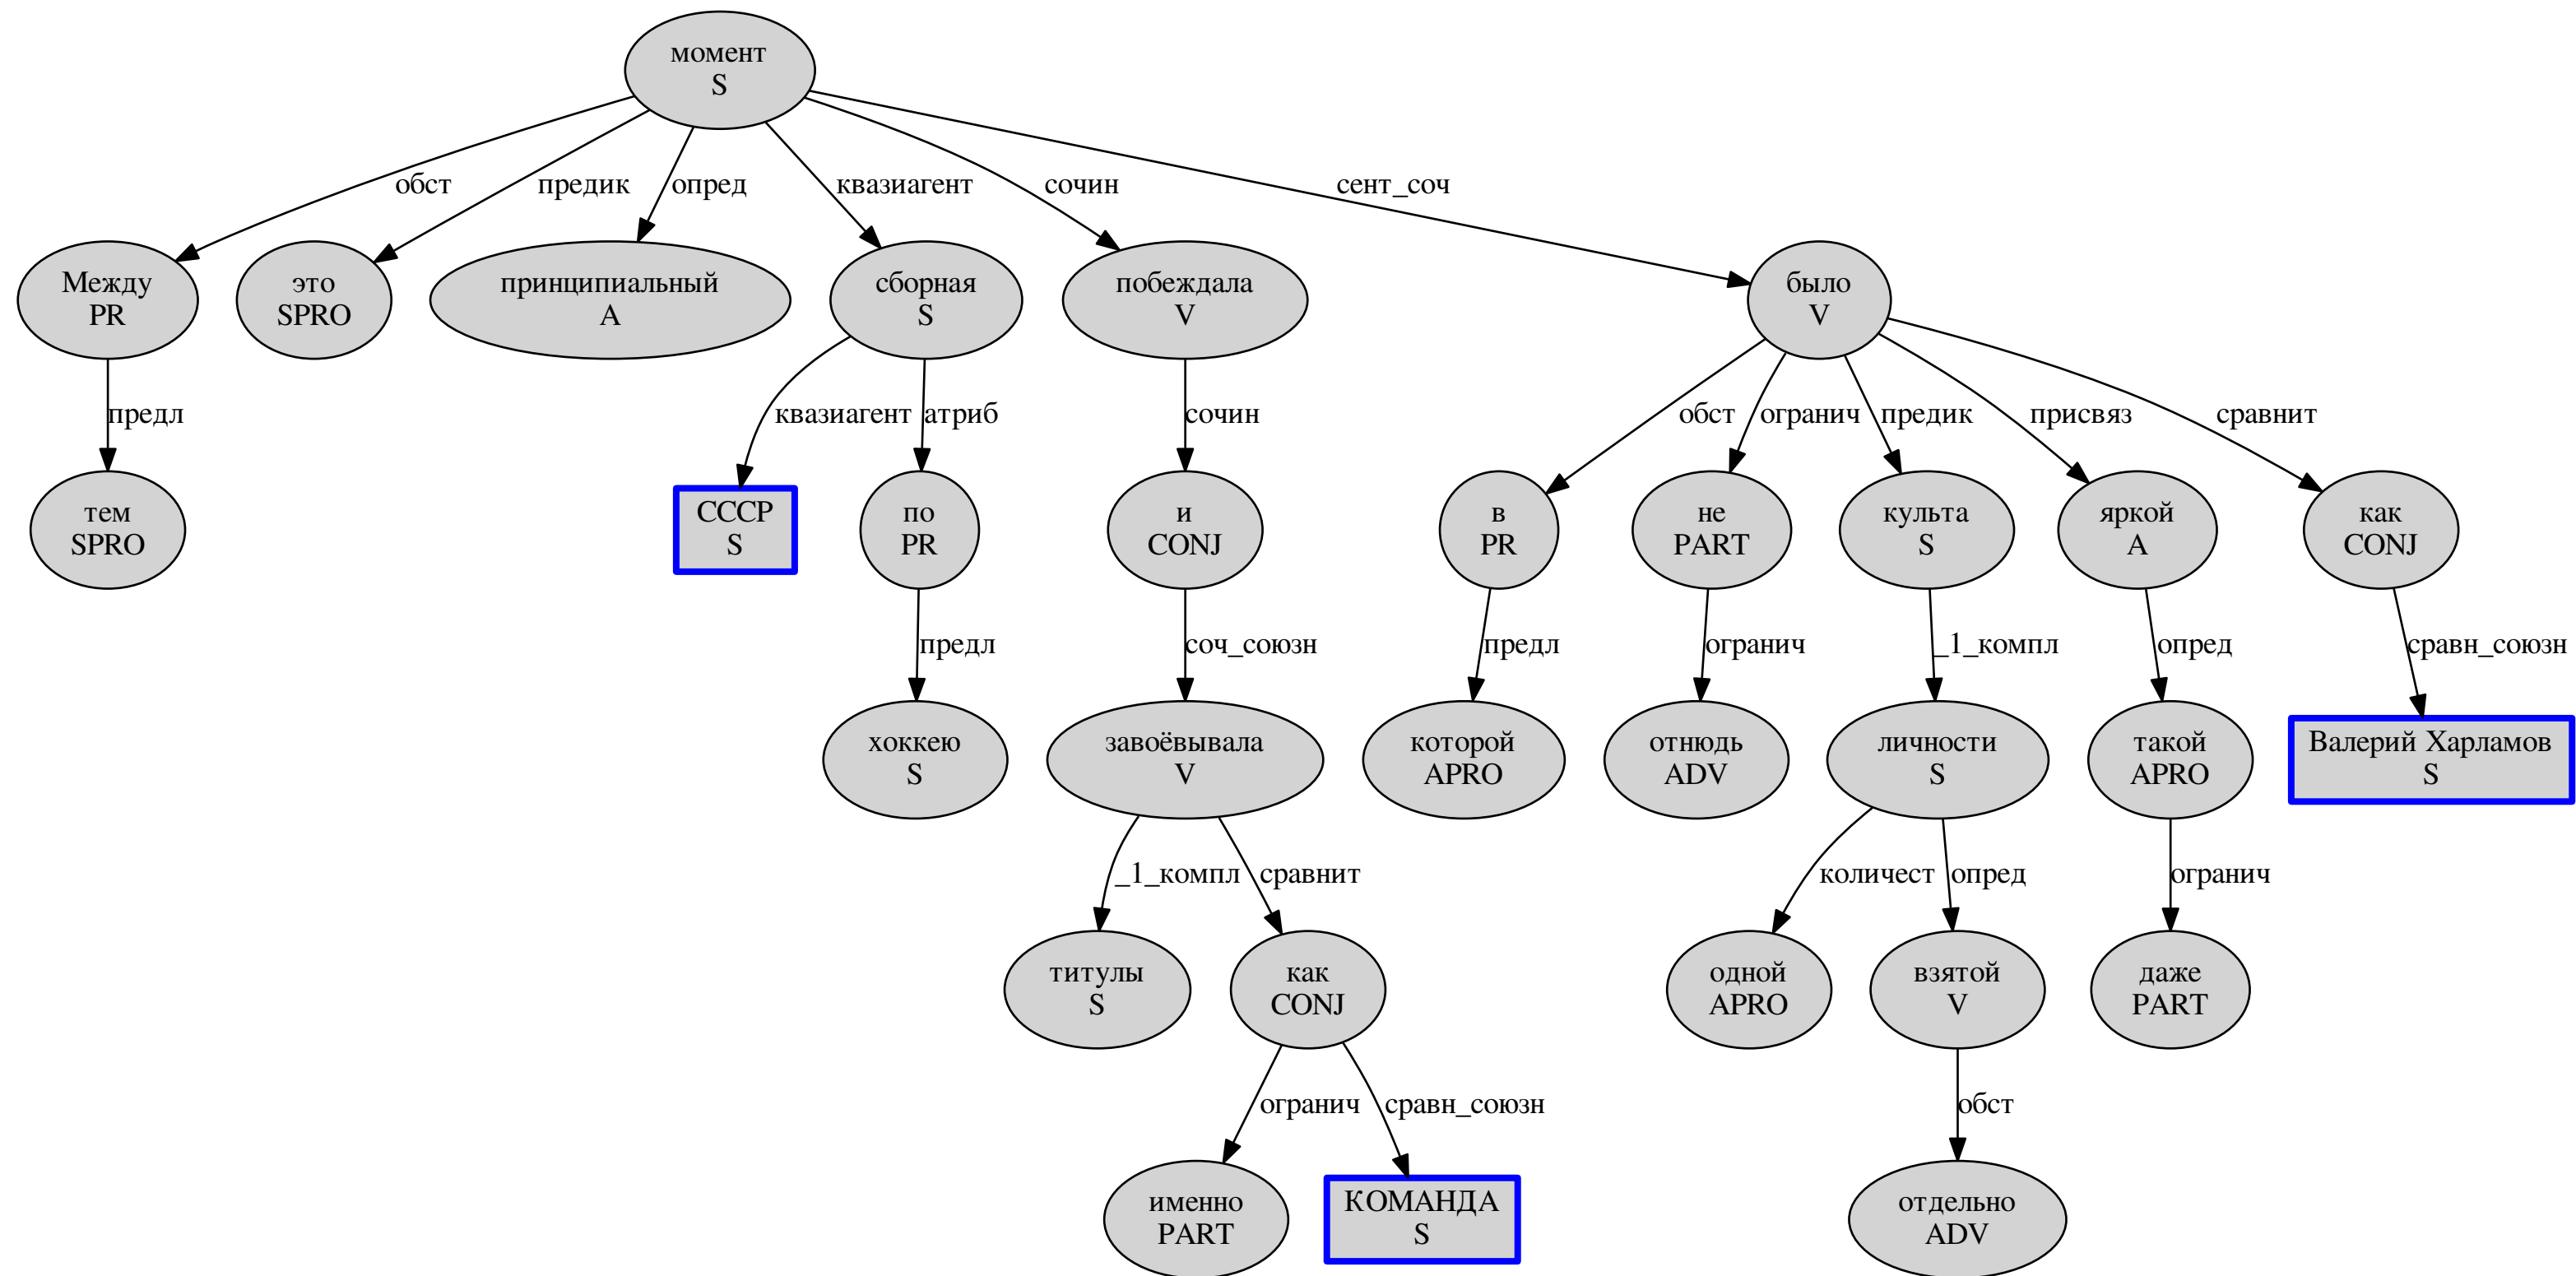 момент
S
обст
предик
опред
квазиагент
сочин
сент_соч
Между
PR
это
SPRO
принципиальный
A
сборная
S
побеждала
V
было
V
предл
квазиагент
атриб
сочин
обст
огранич
предик
присвяз
сравнит
тем
SPRO
СССР
S
по
PR
и
CONJ
в
PR
не
PART
культа
S
яркой
A
как
CONJ
предл
соч_союзн
предл
огранич
_1_компл
опред
сравн_союзн
хоккею
S
завоёвывала
V
которой
APRO
отнюдь
ADV
личности
S
такой
APRO
Валерий Харламов
S
_1_компл
сравнит
количест
опред
огранич
титулы
S
как
CONJ
одной
APRO
взятой
V
даже
PART
огранич
сравн_союзн
обст
именно
PART
КОМАНДА
S
отдельно
ADV